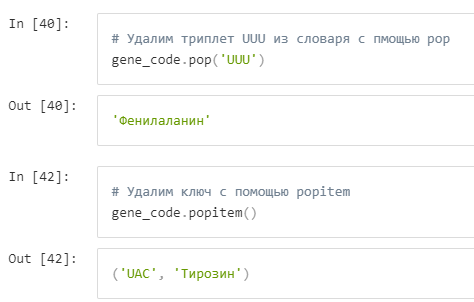 In [40]:
# Удалим триплет UUU из словаря с пмощью pop
gene_code.pop('UUU')
Out [40]:
'Фенилаланин'
In [42]:
# Удалим ключ с помощью popitem
gene_code.popitem()
Out [42]:
('UAC', 'Тирозин')